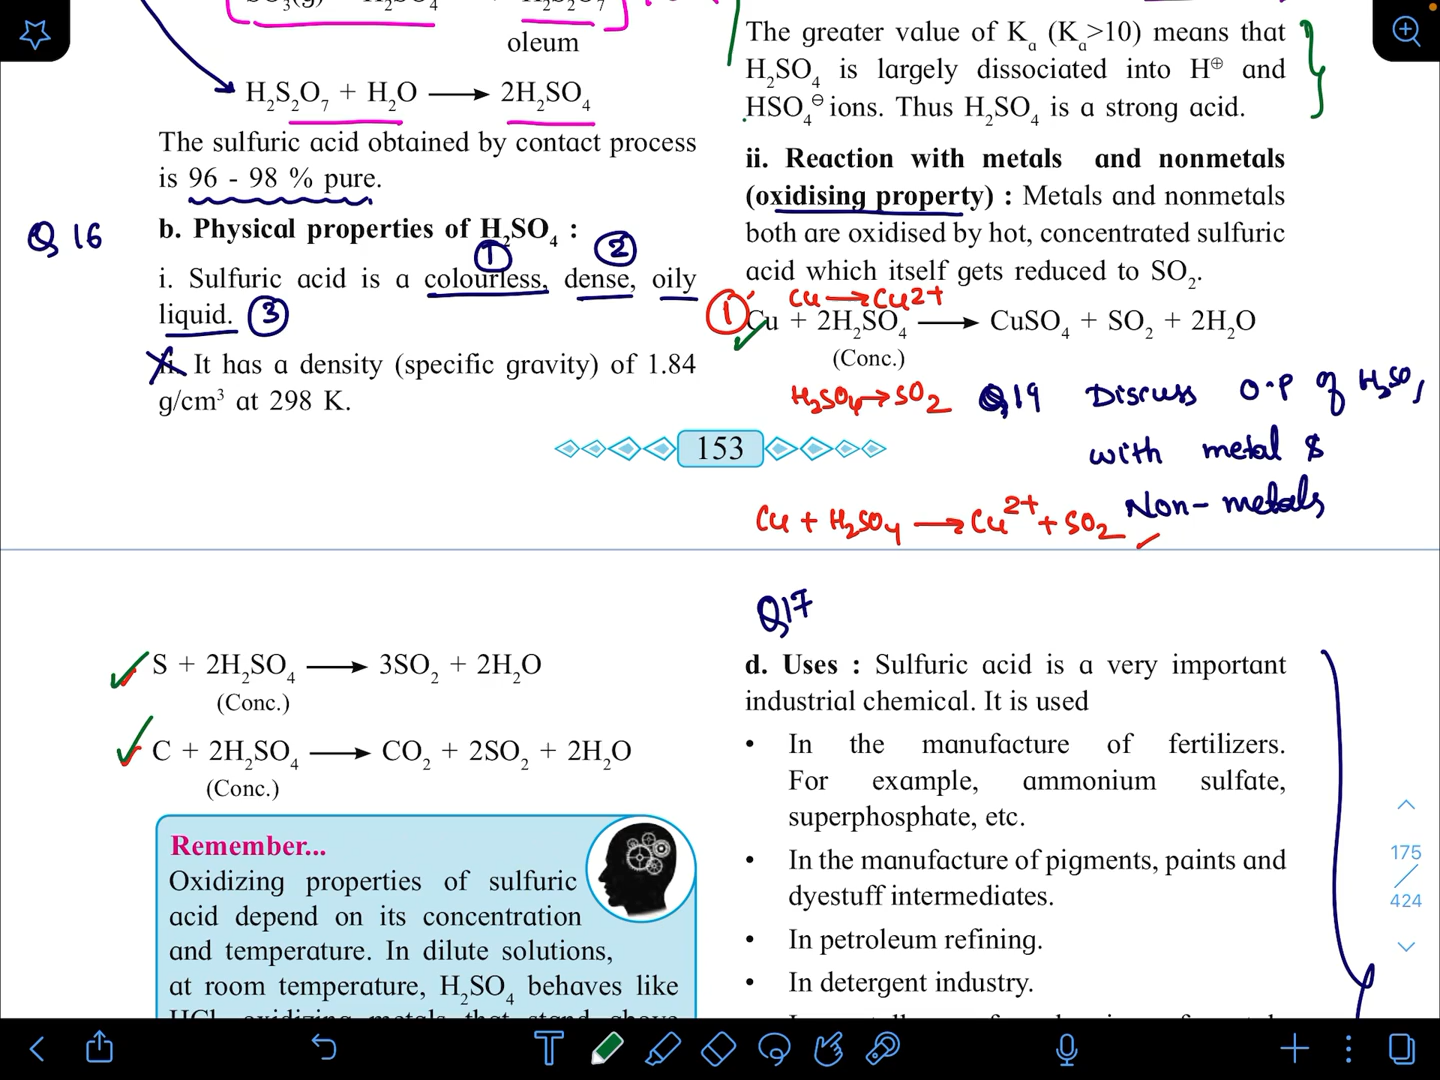 oleum
H₂S₂O₇ + H₂O ⟶ 2H₂SO₄
The sulfuric acid obtained by contact process
is 96 - 98 % pure.
Q 16
b. Physical properties of H₂SO₄ :
① ②
i. Sulfuric acid is a colourless, dense, oily
liquid. ③
ii. It has a density (specific gravity) of 1.84
g/cm³ at 298 K.
The greater value of Kₐ (Kₐ>10) means that
H₂SO₄ is largely dissociated into H⊕ and
HSO₄⊖ ions. Thus H₂SO₄ is a strong acid.
ii. Reaction with metals and nonmetals
(oxidising property) : Metals and nonmetals
both are oxidised by hot, concentrated sulfuric
acid which itself gets reduced to SO₂.
Cu ⟶ Cu2+
① Cu + 2H₂SO₄ ⟶ CuSO₄ + SO₂ + 2H₂O
(Conc.)
H₂SO₄ → SO₂
Q 19 Discuss O.P of H₂SO₄
with metal &
Non-metals
153
Cu + H₂SO₄ ⟶ Cu²⁺ + SO₂
S + 2H₂SO₄ ⟶ 3SO₂ + 2H₂O
(Conc.)
C + 2H₂SO₄ ⟶ CO₂ + 2SO₂ + 2H₂O
(Conc.)
Remember...
Oxidizing properties of sulfuric
acid depend on its concentration
and temperature. In dilute solutions,
at room temperature, H₂SO₄ behaves like
Q17
d. Uses : Sulfuric acid is a very important
industrial chemical. It is used
• In the manufacture of fertilizers.
For example, ammonium sulfate,
superphosphate, etc.
• In the manufacture of pigments, paints and
dyestuff intermediates.
• In petroleum refining.
• In detergent industry.
175
/
424
T